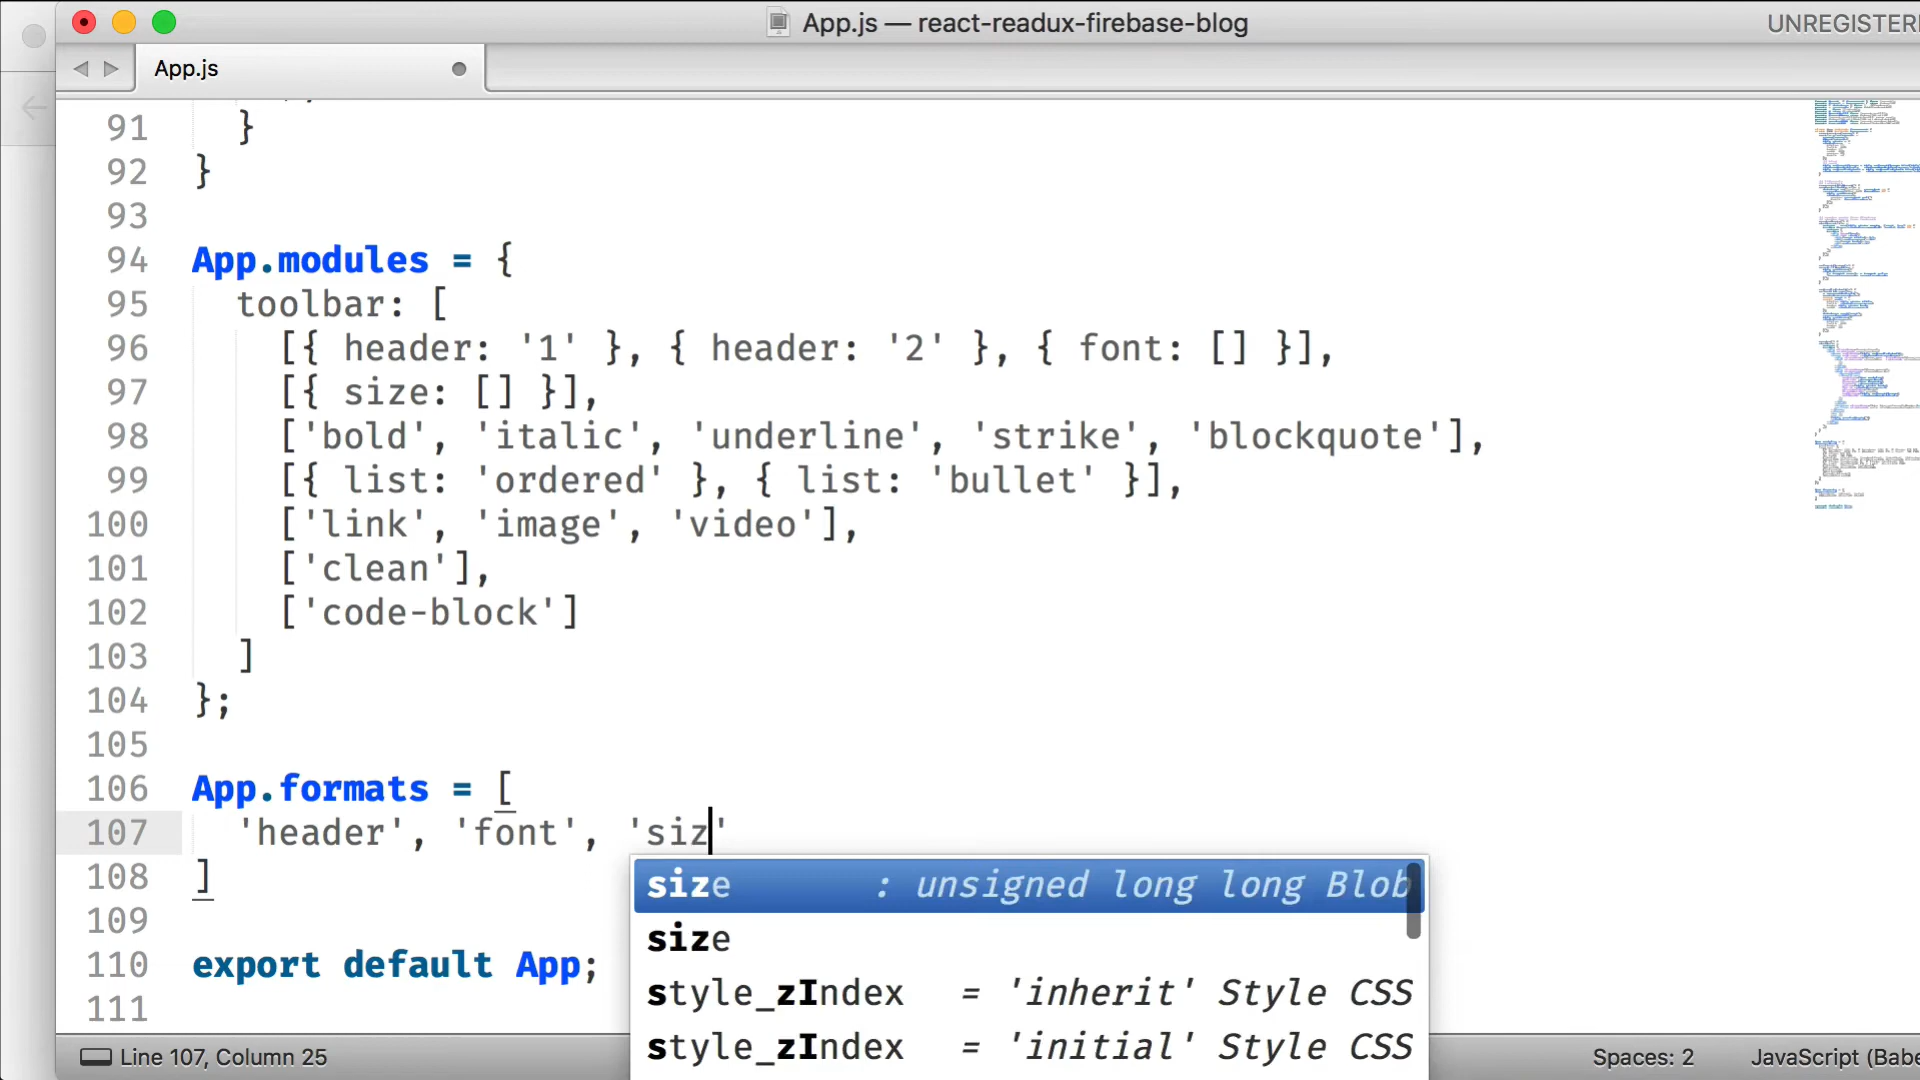 App.js — react-readux-firebase-blog
UNREGISTERE
App.js
91 }
92 }
93
94 App.modules = {
95 toolbar: [
96 [{ header: '1' }, { header: '2' }, { font: [] }],
97 [{ size: [] }],
98 ['bold', 'italic', 'underline', 'strike', 'blockquote'],
99 [{ list: 'ordered' }, { list: 'bullet' }],
100 ['link', 'image', 'video'],
101 ['clean'],
102 ['code-block']
103 ]
104 };
105
106 App.formats = [
107 'header', 'font', 'siz'
108 ]
109
110 export default App;
111
size : unsigned long long Blob
size
style_zIndex = 'inherit' Style CSS
style_zIndex = 'initial' Style CSS
Line 107, Column 25
Spaces: 2
JavaScript (Babe